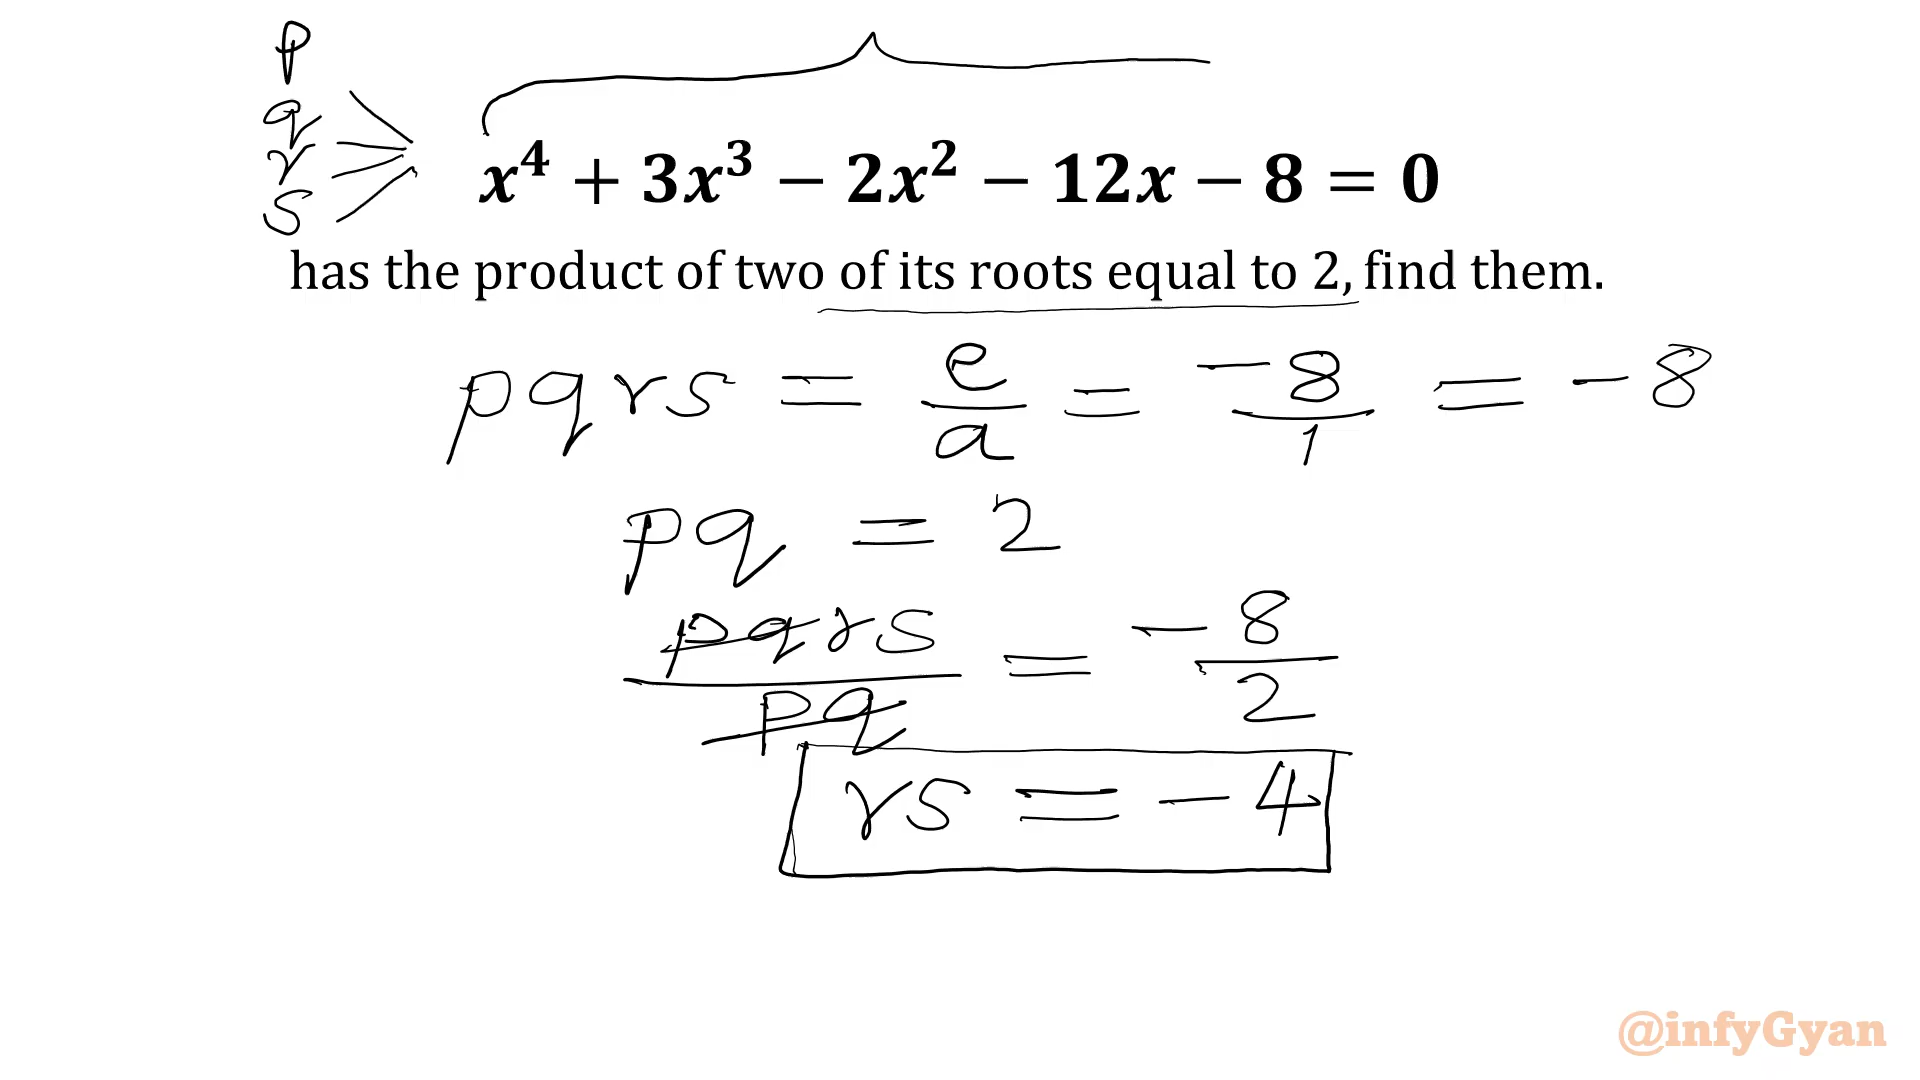 p
q
r
s
x⁴ + 3x³ − 2x² − 12x − 8 = 0
has the product of two of its roots equal to 2, find them.
pqrs = e/a = -8/1 = -8
pq = 2
pqrs/pq = -8/2
rs = -4
@infyGyan